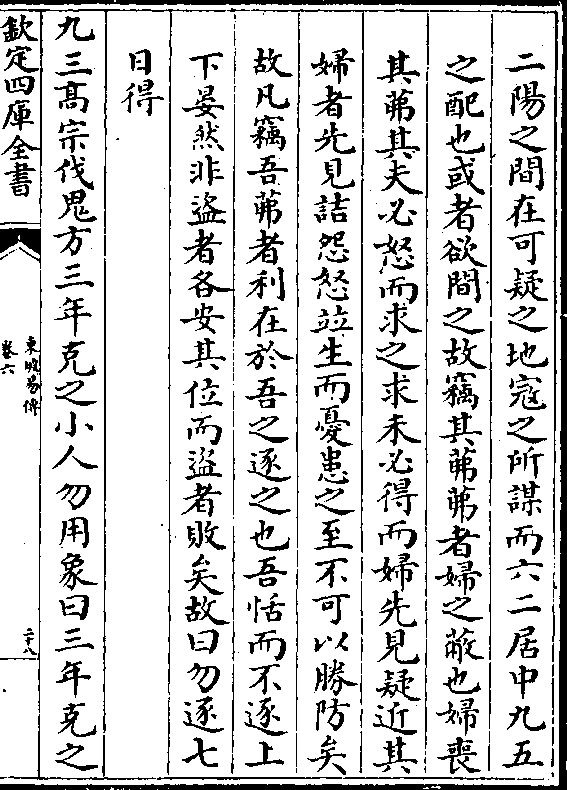 二陽之間在可疑之地寇之所謀而六二居中九五
之配也或者欲間之故竊其茀茀者婦之蔽也婦喪
其茀其夫必怒而求之求未必得而婦先見疑近其
婦者先見詰怨怒並生而憂患之至不可以勝防矣
故凡竊吾茀者利在於吾之逐之也吾恬而不逐上
下晏然非盜者各安其位而盜者敗矣故曰勿逐七
日得
九三髙宗伐鬼方三年克之小人勿用象曰三年克之
欽定四庫全書
東坡易傳
卷六
二十八